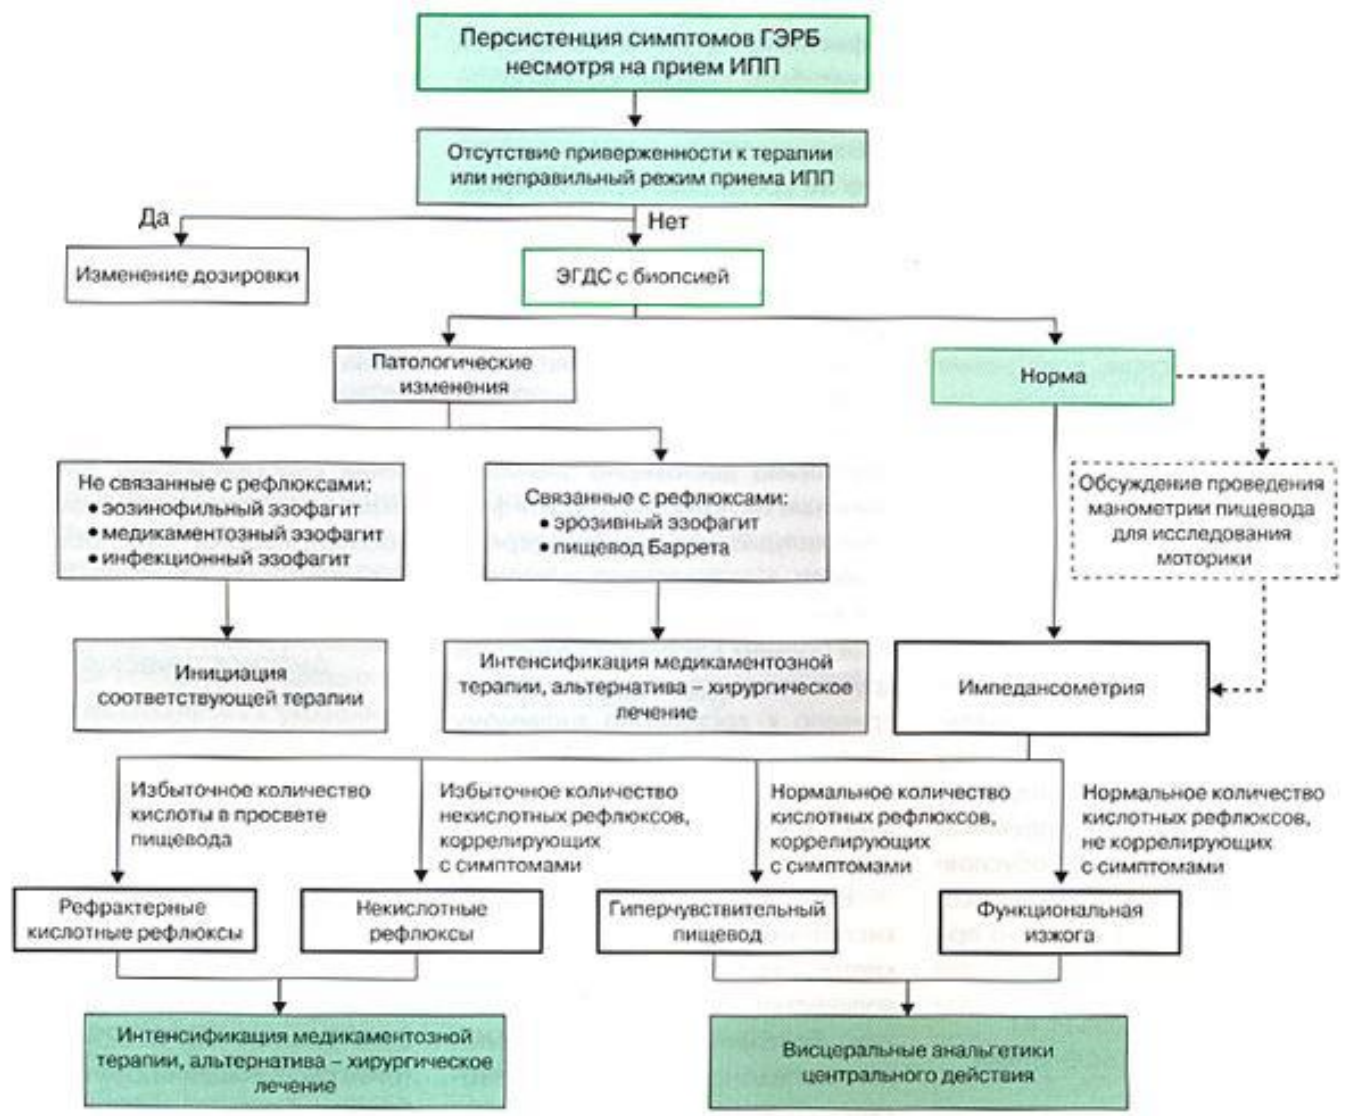 Персистенция симптомов ГЭРБ
несмотря на прием ИПП
Отсутствие приверженности к терапии
или неправильный режим приема ИПП
Да
Нет
Изменение дозировки
ЭГДС с биопсией
Патологические
изменения
Норма
Не связанные с рефлюксами:
• эозинофильный эзофагит
• медикаментозный эзофагит
• инфекционный эзофагит
Связанные с рефлюксами:
• эрозивный эзофагит
• пищевод Баррета
Обсуждение проведения
манометрии пищевода
для исследования
моторики
Инициация
соответствующей терапии
Интенсификация медикаментозной
терапии, альтернатива – хирургическое
лечение
Импедансометрия
Избыточное количество
кислоты в просвете
пищевода
Избыточное количество
некислотных рефлюксов,
коррелирующих
с симптомами
Нормальное количество
кислотных рефлюксов,
коррелирующих
с симптомами
Нормальное количество
кислотных рефлюксов,
не коррелирующих
с симптомами
Рефрактерные
кислотные рефлюксы
Некислотные
рефлюксы
Гиперчувствительный
пищевод
Функциональная
изжога
Интенсификация медикаментозной
терапии, альтернатива – хирургическое
лечение
Висцеральные анальгетики
центрального действия